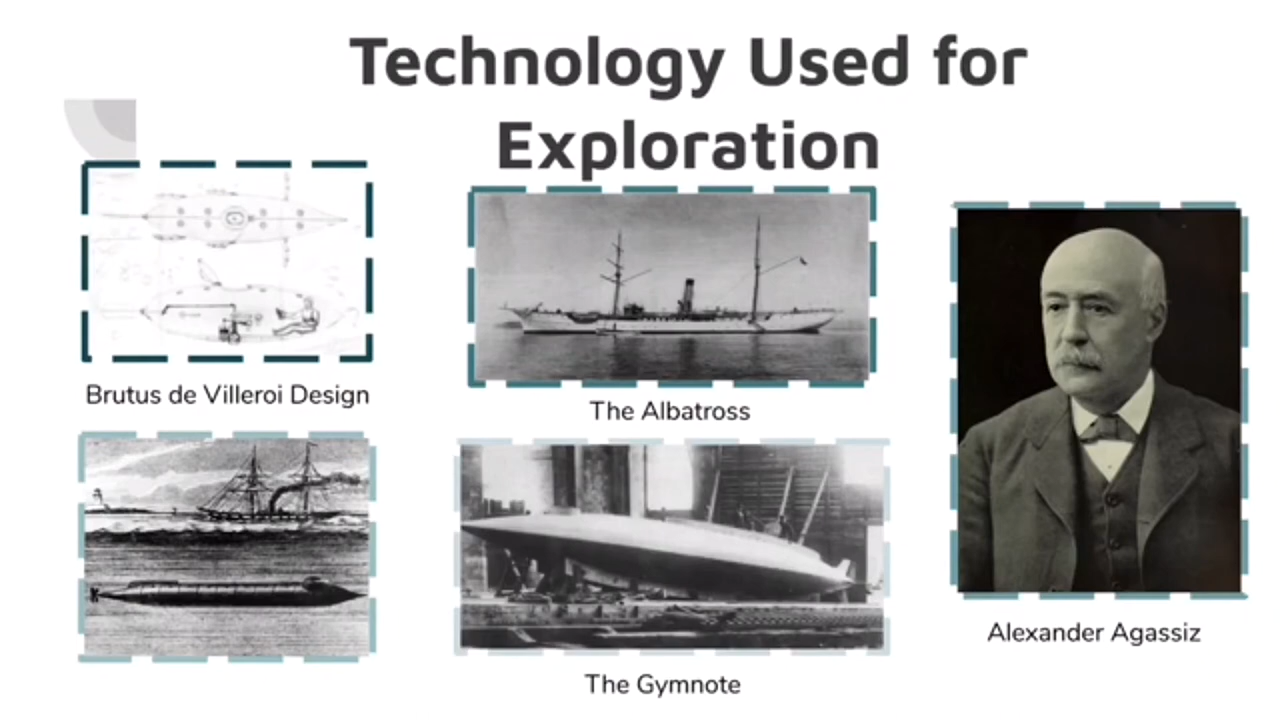 Technology Used for
Exploration
Brutus de Villeroi Design
The Albatross
The Gymnote
Alexander Agassiz